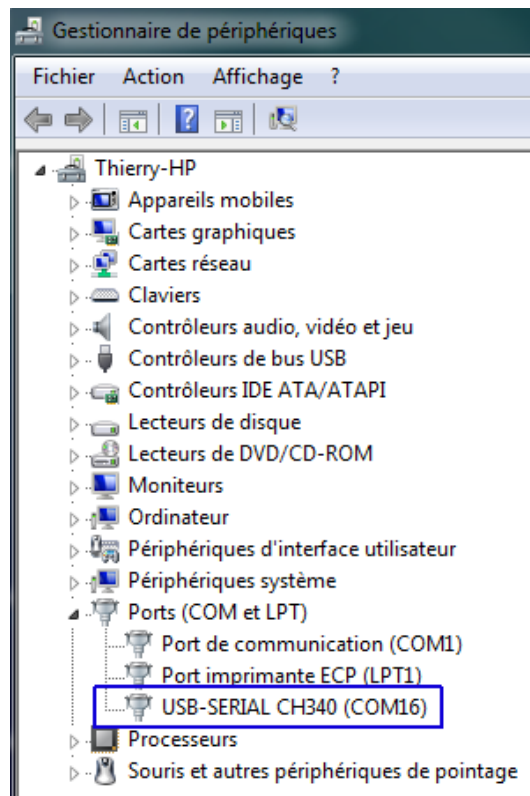 Gestionnaire de périphériques
Fichier Action Affichage ?
Thierry-HP
Appareils mobiles
Cartes graphiques
Cartes réseau
Claviers
Contrôleurs audio, vidéo et jeu
Contrôleurs de bus USB
Contrôleurs IDE ATA/ATAPI
Lecteurs de disque
Lecteurs de DVD/CD-ROM
Moniteurs
Ordinateur
Périphériques d'interface utilisateur
Périphériques système
Ports (COM et LPT)
Port de communication (COM1)
Port imprimante ECP (LPT1)
USB-SERIAL CH340 (COM16)
Processeurs
Souris et autres périphériques de pointage